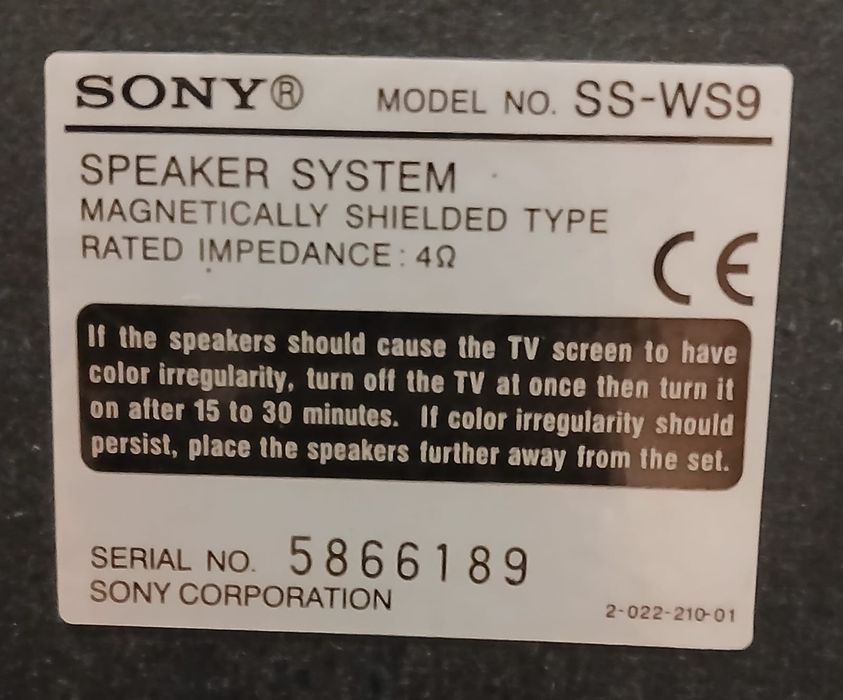 SONY® MODEL NO. SS-WS9
SPEAKER SYSTEM
MAGNETICALLY SHIELDED TYPE
RATED IMPEDANCE : 4Ω
CE
If the speakers should cause the TV screen to have
color irregularity, turn off the TV at once then turn it
on after 15 to 30 minutes. If color irregularity should
persist, place the speakers further away from the set.
SERIAL NO. 5866189
SONY CORPORATION
2-022-210-01